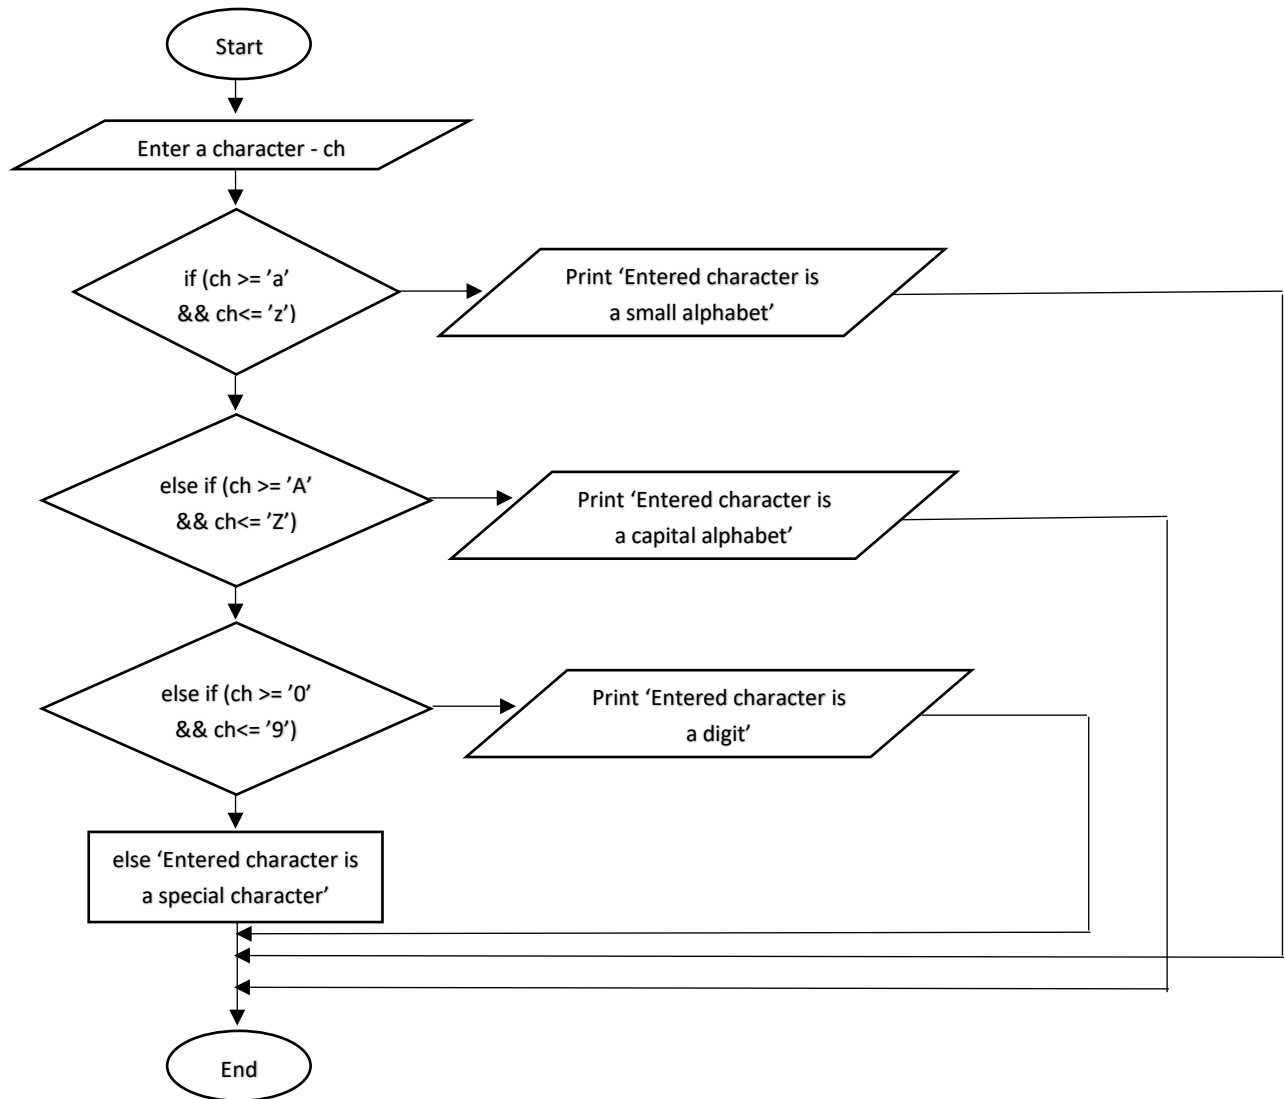 Start
Enter a character - ch
if (ch >= ’a’
&& ch<= ’z’)
Print ‘Entered character is
a small alphabet’
else if (ch >= ’A’
&& ch<= ’Z’)
Print ‘Entered character is
a capital alphabet’
else if (ch >= ’0’
&& ch<= ’9’)
Print ‘Entered character is
a digit’
else ‘Entered character is
a special character’
End